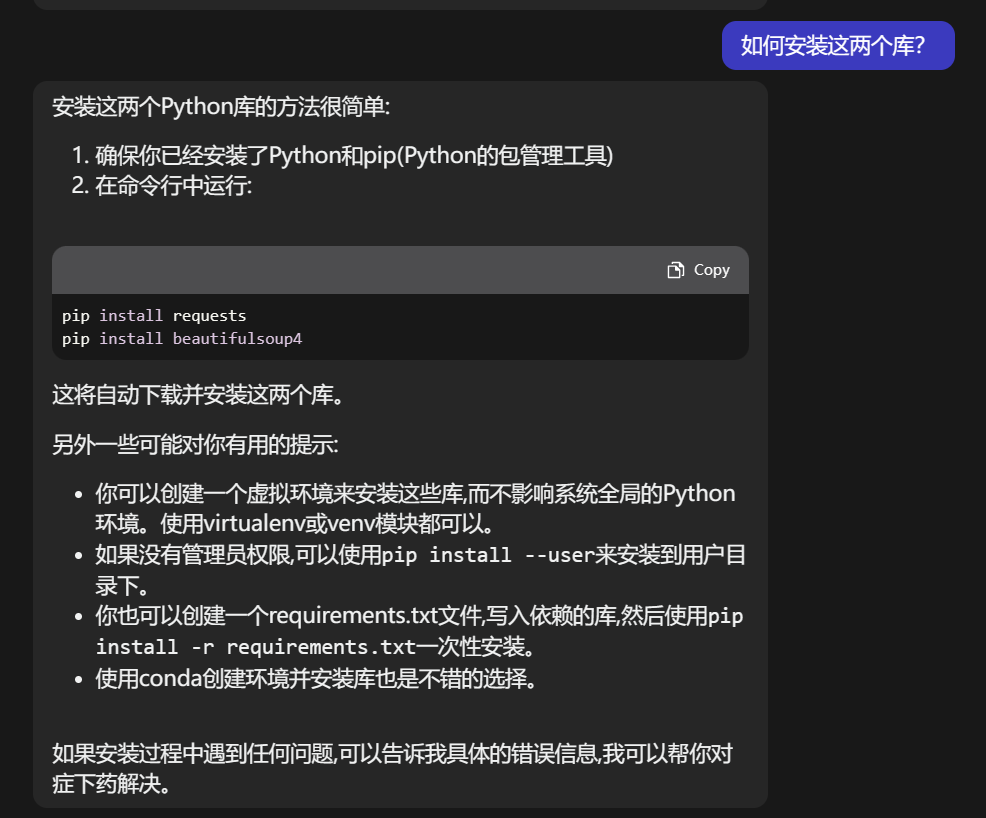 如何安装这两个库?
安装这两个Python库的方法很简单:
1. 确保你已经安装了Python和pip(Python的包管理工具)
2. 在命令行中运行:
Copy
pip install requests
pip install beautifulsoup4
这将自动下载并安装这两个库。
另外一些可能对你有用的提示:
• 你可以创建一个虚拟环境来安装这些库,而不影响系统全局的Python
环境。使用virtualenv或venv模块都可以。
• 如果没有管理员权限,可以使用pip install --user来安装到用户目
录下。
• 你也可以创建一个requirements.txt文件,写入依赖的库,然后使用pip
install -r requirements.txt一次性安装。
• 使用conda创建环境并安装库也是不错的选择。
如果安装过程中遇到任何问题,可以告诉我具体的错误信息,我可以帮你对
症下药解决。